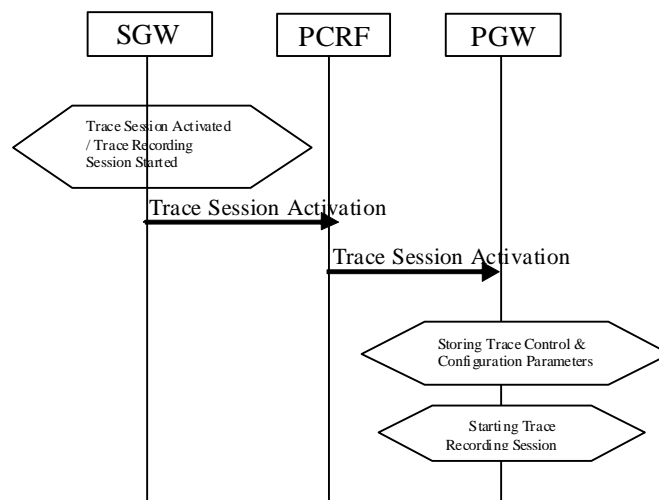 SGW
PCRF
PGW
Trace Session Activated
/ Trace Recording
Session Started
Trace Session Activation
Trace Session Activation
Storing Trace Control &
Configuration Parameters
Starting Trace
Recording Session